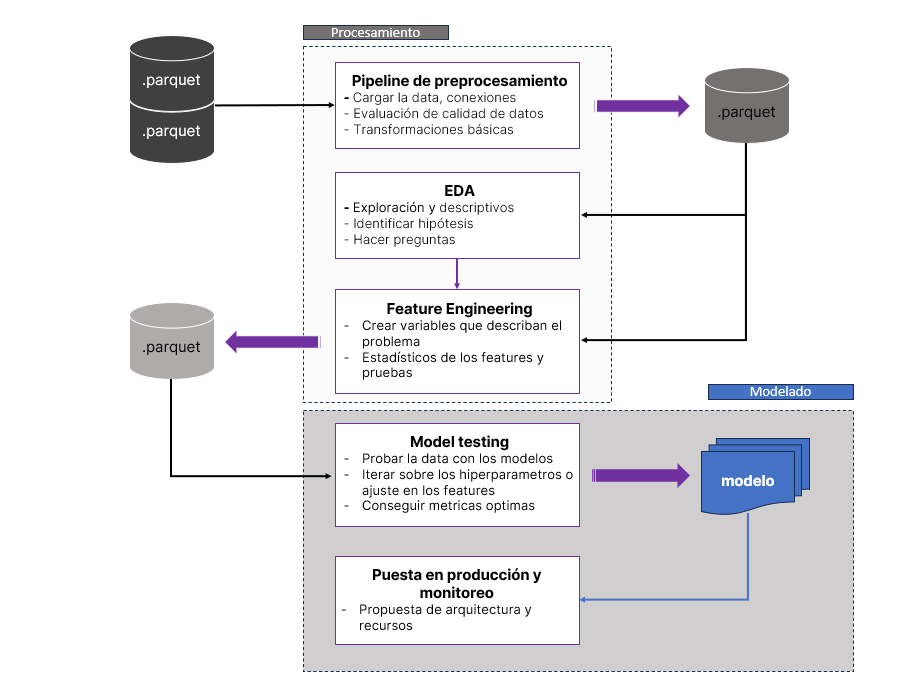 Procesamiento
.parquet
.parquet
Pipeline de preprocesamiento
- Cargar la data, conexiones
- Evaluación de calidad de datos
- Transformaciones básicas
.parquet
EDA
- Exploración y descriptivos
- Identificar hipótesis
- Hacer preguntas
Feature Engineering
- Crear variables que describan el
problema
- Estadísticos de los features y
pruebas
.parquet
Modelado
Model testing
- Probar la data con los modelos
- Iterar sobre los hiperparametros o
ajuste en los features
- Conseguir metricas optimas
modelo
Puesta en producción y
monitoreo
- Propuesta de arquitectura y
recursos